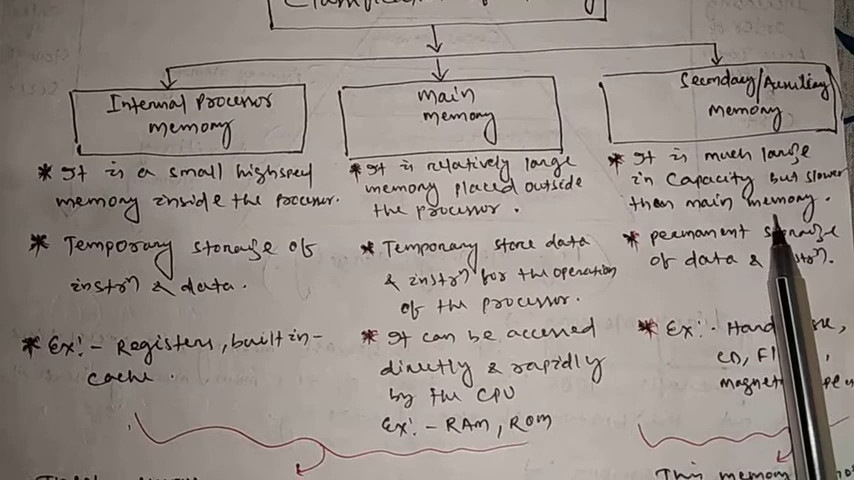 Internal Processor
memory
* It is a small highspeed
memory inside the processor.
* Temporary storage of
instrn & data.
* Ex:- Registers, built in-
cache.
main
memory
* It is relatively large
memory placed outside
the processor.
* Temporary store data
& instrn for the operation
of the processor.
* It can be accessed
directly & rapidly
by the CPU
Ex:- RAM, ROM
Secondary/Auxiliary
memory
* It is much large
in Capacity but slower
than main memory.
* permanent storage
of data &
* Ex:- Hard
CD,
This memory